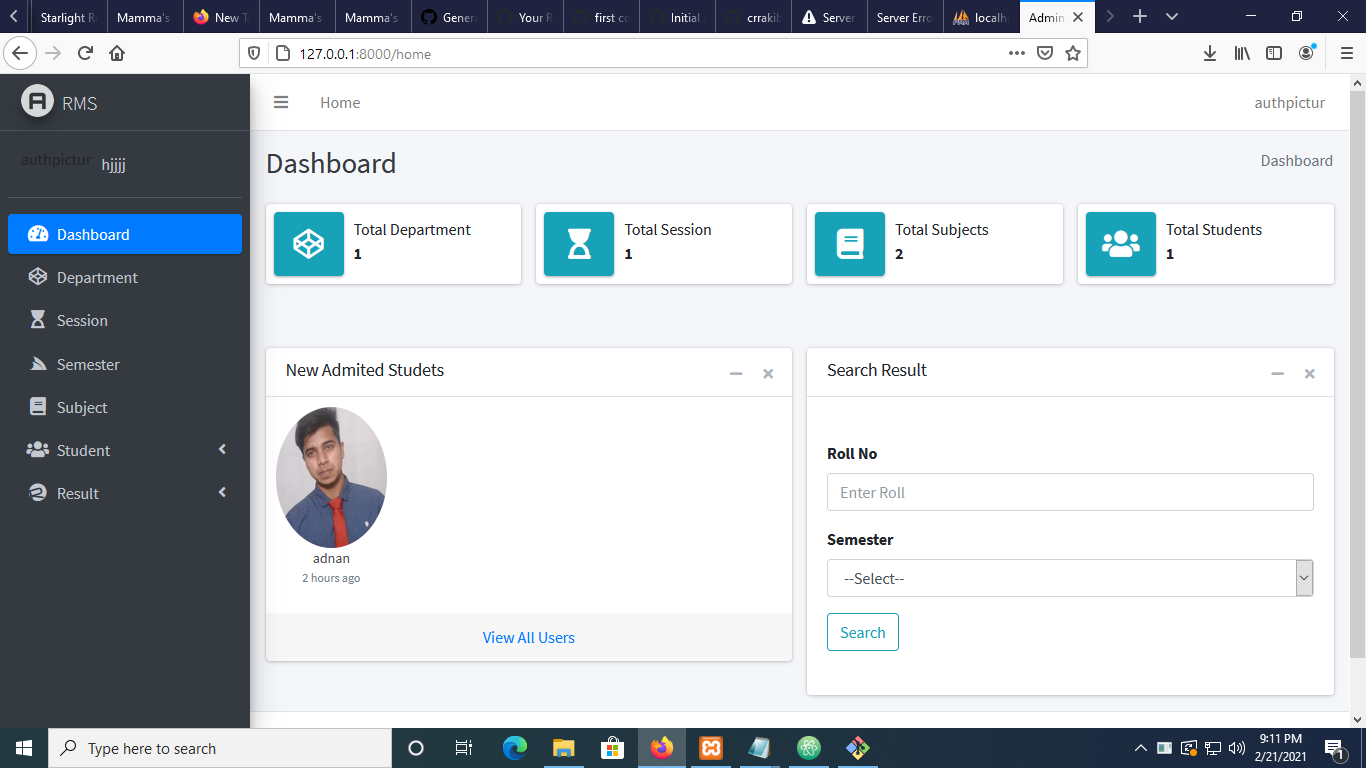 Starlight R
Mamma's
New T
Mamma's
Mamma's
Gener
Your R
first co
Initial
crrakib
Server
Server Erro
localh
Admin
127.0.0.1:8000/home
RMS
Home
authpictur
authpictur
hjjjj
Dashboard
Dashboard
Total Department
1
Total Session
1
Total Subjects
2
Total Students
1
Dashboard
Department
Session
Semester
Subject
Student
Result
New Admited Studets
adnan
2 hours ago
View All Users
Search Result
Roll No
Enter Roll
Semester
--Select--
Search
Type here to search
9:11 PM
2/21/2021
1